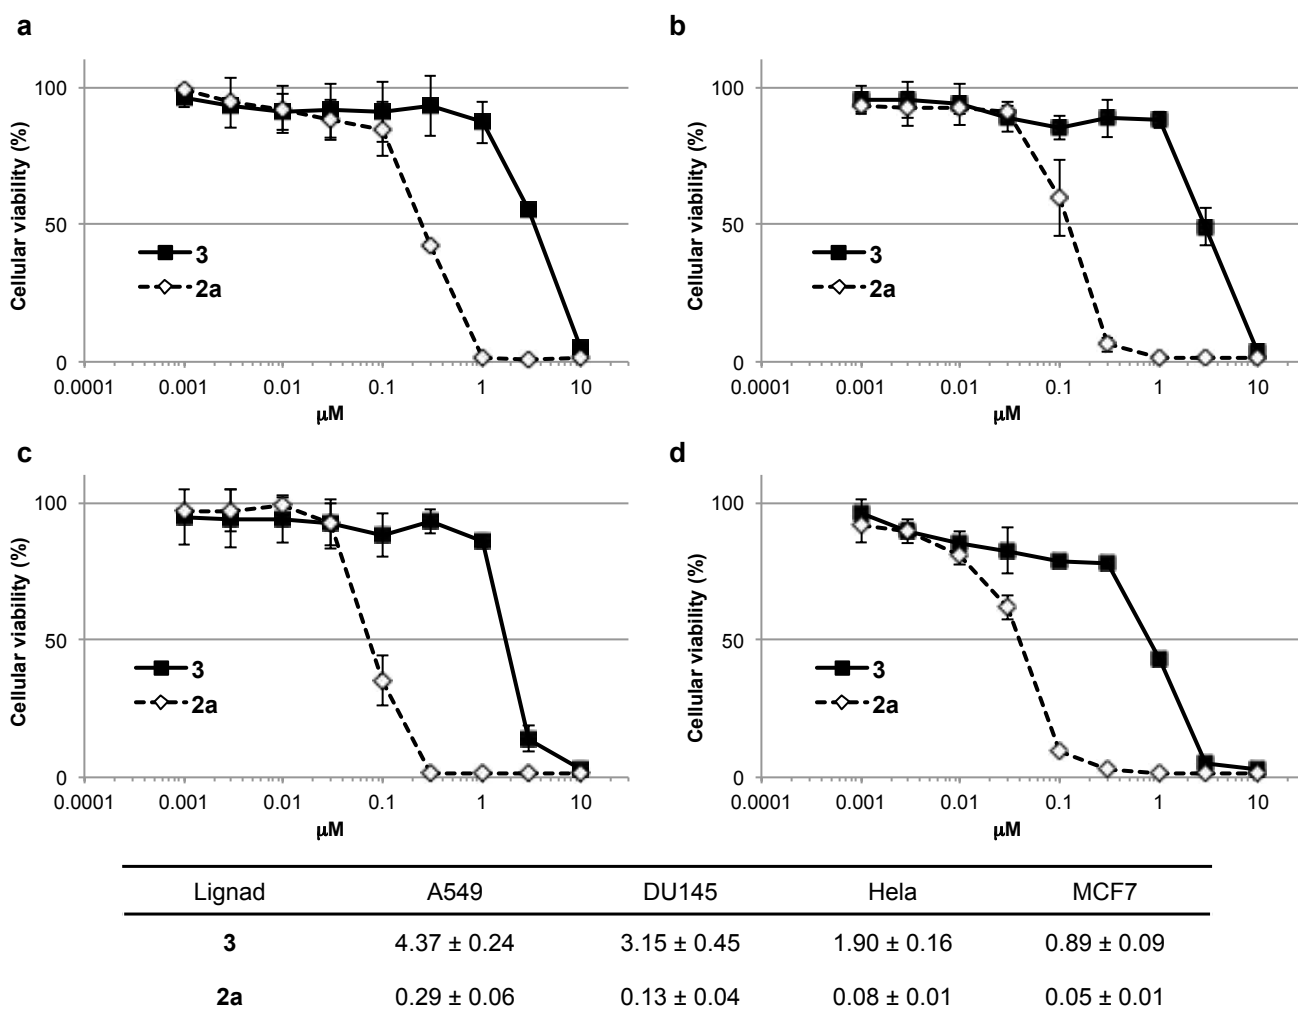 a
100
50
0
Cellular viability (%)
3
2a
0.0001 0.001 0.01 0.1 1 10
μM
b
100
50
0
Cellular viability (%)
3
2a
0.0001 0.001 0.01 0.1 1 10
μM
c
100
50
0
Cellular viability (%)
3
2a
0.0001 0.001 0.01 0.1 1 10
μM
d
100
50
0
Cellular viability (%)
3
2a
0.0001 0.001 0.01 0.1 1 10
μM
Lignad A549 DU145 Hela MCF7
3 4.37 ± 0.24 3.15 ± 0.45 1.90 ± 0.16 0.89 ± 0.09
2a 0.29 ± 0.06 0.13 ± 0.04 0.08 ± 0.01 0.05 ± 0.01